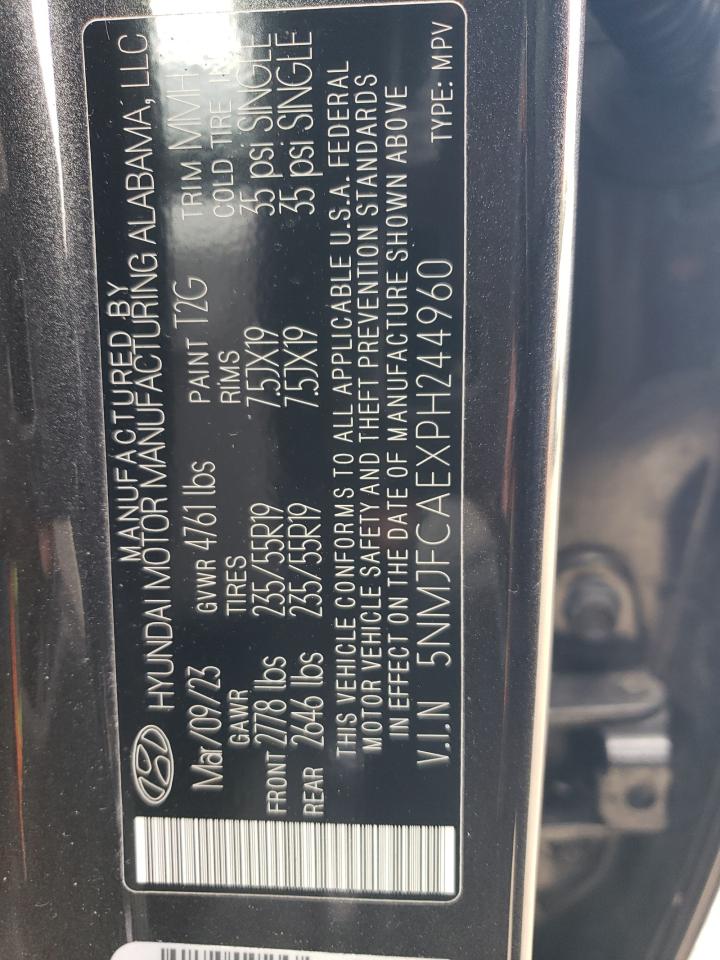 MANUFACTURED BY
HYUNDAI MOTOR MANUFACTURING ALABAMA, LLC
Mar/09/23 GVWR 4761 lbs PAINT T2G TRIM MMH
GAWR TIRES RIMS COLD TIRE
FRONT 2778 lbs 235/55R19 7.5JX19 35 psi SINGLE
REAR 2646 lbs 235/55R19 7.5JX19 35 psi SINGLE
THIS VEHICLE CONFORMS TO ALL APPLICABLE U.S.A. FEDERAL
MOTOR VEHICLE SAFETY AND THEFT PREVENTION STANDARDS
IN EFFECT ON THE DATE OF MANUFACTURE SHOWN ABOVE
V.I.N 5NMJFCAEXPH244960 TYPE: MPV